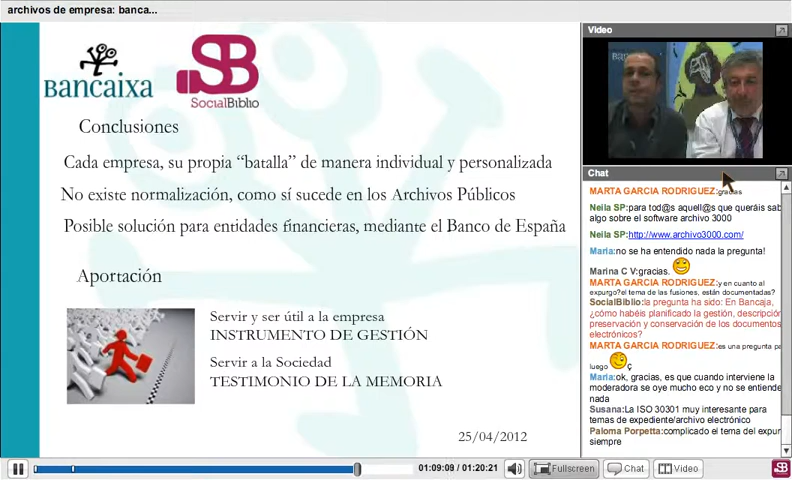 archivos de empresa: banca...
Video
BANCAIXA
SB
SocialBiblio
Conclusiones
Cada empresa, su propia “batalla” de manera individual y personalizada
No existe normalización, como sí sucede en los Archivos Públicos
Posible solución para entidades financieras, mediante el Banco de España
Aportación
Servir y ser útil a la empresa
INSTRUMENTO DE GESTIÓN
Servir a la Sociedad
TESTIMONIO DE LA MEMORIA
25/04/2012
Chat
MARTA GARCIA RODRIGUEZ:gracias
Neila SP:para tod@s aquell@s que queráis sab
algo sobre el software archivo 3000
Neila SP:http://www.archivo3000.com/
Maria:no se ha entendido nada la pregunta!
Marina C V:gracias.
MARTA GARCIA RODRIGUEZ:y en cuanto al
expurgo?el tema de las fusiones, están documentadas?
SocialBiblio:la pregunta ha sido: En Bancaja,
¿cómo habéis planificado la gestión, descripción
preservación y conservación de los documentos
electrónicos?
MARTA GARCIA RODRIGUEZ:es una pregunta pa
luego ç
Maria:ok, gracias, es que cuando interviene la
moderadora se oye mucho eco y no se entiende
nada
Susana:La ISO 30301 muy interesante para
temas de expediente/archivo electrónico
Paloma Porpetta:complicado el tema del expur
siempre
01:09:09 / 01:20:21
Fullscreen
Chat
Video
SB